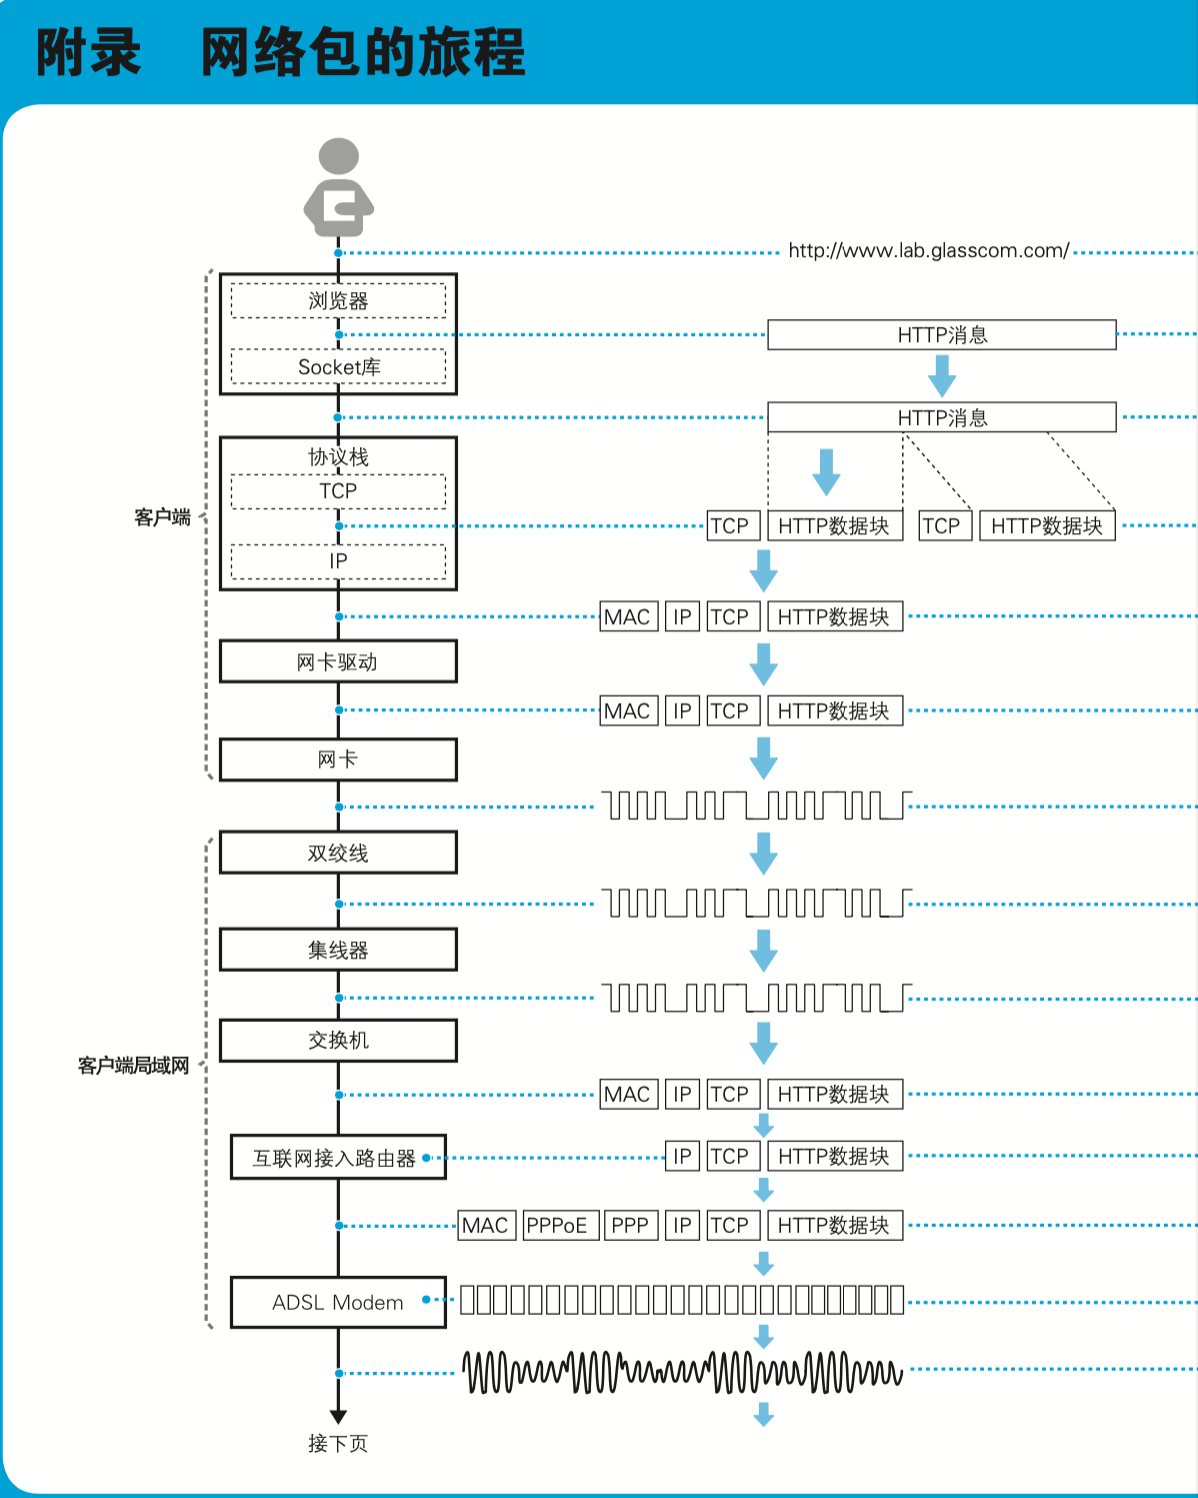 附录 网络包的旅程
http://www.lab.glasscom.com/
浏览器
HTTP消息
Socket库
HTTP消息
协议栈
TCP
客户端
TCP HTTP数据块 TCP HTTP数据块
IP
MAC IP TCP HTTP数据块
网卡驱动
MAC IP TCP HTTP数据块
网卡
双绞线
集线器
交换机
客户端局域网
MAC IP TCP HTTP数据块
互联网接入路由器 IP TCP HTTP数据块
MAC PPPoE PPP IP TCP HTTP数据块
ADSL Modem
接下页